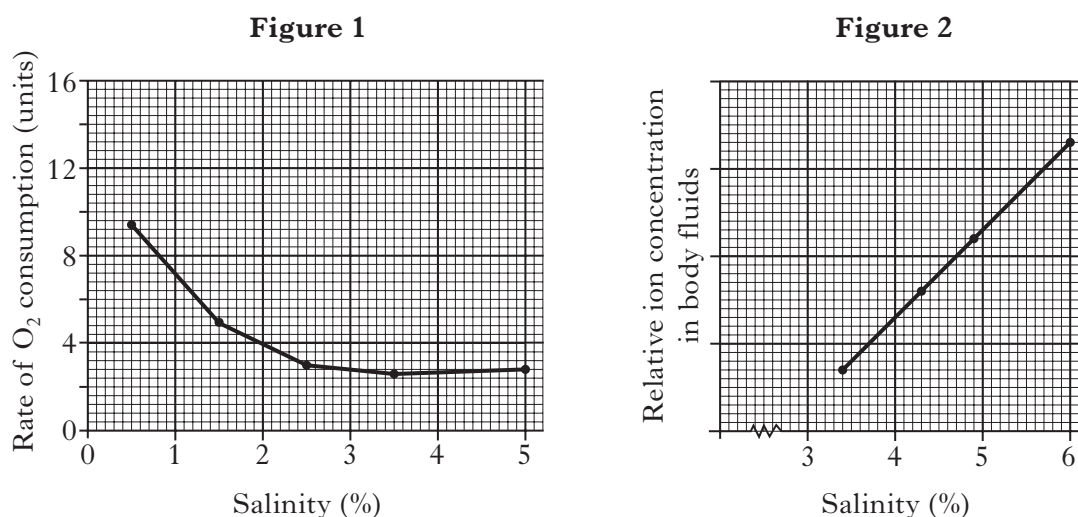 Figure 1
Rate of O₂ consumption (units)
16
12
8
4
0
0 1 2 3 4 5
Salinity (%)
Figure 2
Relative ion concentration
in body fluids
3 4 5 6
Salinity (%)